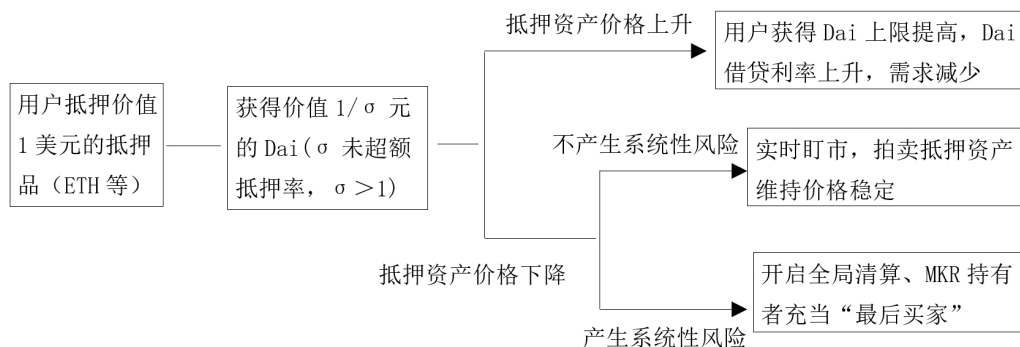 用户抵押价值
1美元的抵押
品（ETH等）
获得价值1/σ元
的Dai(σ未超额
抵押率，σ＞1)
抵押资产价格上升
用户获得Dai上限提高，Dai
借贷利率上升，需求减少
抵押资产价格下降
不产生系统性风险
实时盯市，拍卖抵押资产
维持价格稳定
产生系统性风险
开启全局清算、MKR持有
者充当“最后买家”